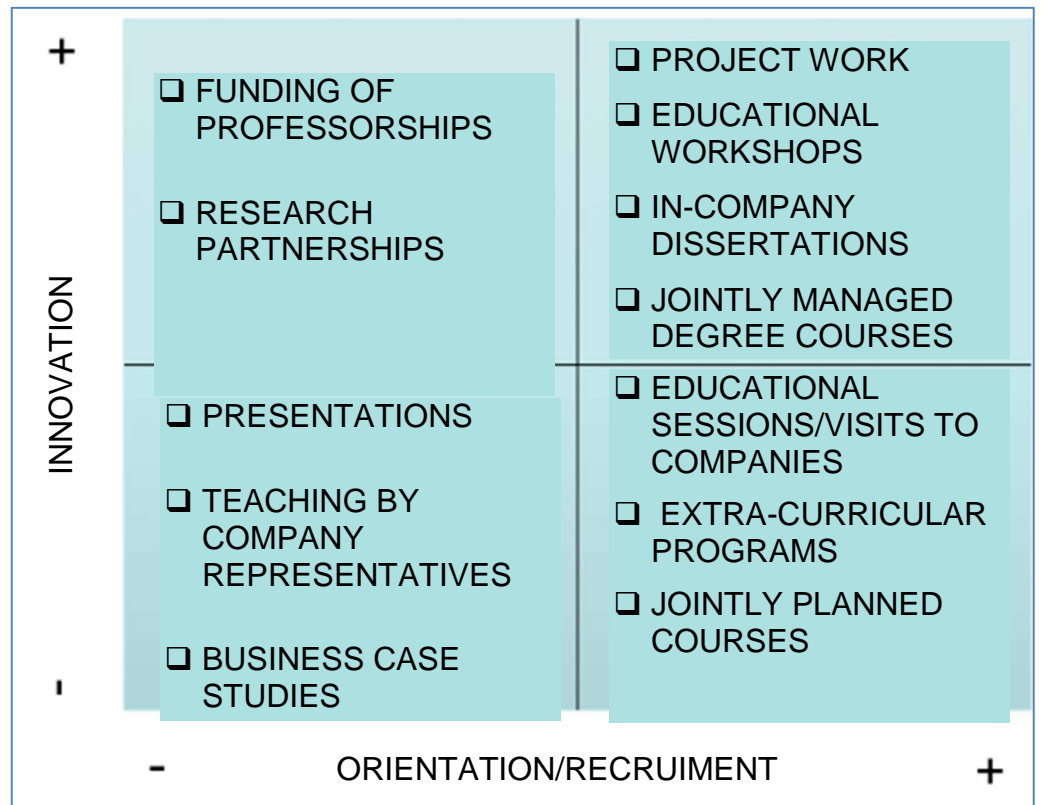 +
INNOVATION
-
❑ FUNDING OF
PROFESSORSHIPS
❑ RESEARCH
PARTNERSHIPS
❑ PROJECT WORK
❑ EDUCATIONAL
WORKSHOPS
❑ IN-COMPANY
DISSERTATIONS
❑ JOINTLY MANAGED
DEGREE COURSES
❑ PRESENTATIONS
❑ TEACHING BY
COMPANY
REPRESENTATIVES
❑ BUSINESS CASE
STUDIES
❑ EDUCATIONAL
SESSIONS/VISITS TO
COMPANIES
❑ EXTRA-CURRICULAR
PROGRAMS
❑ JOINTLY PLANNED
COURSES
-
ORIENTATION/RECRUIMENT
+